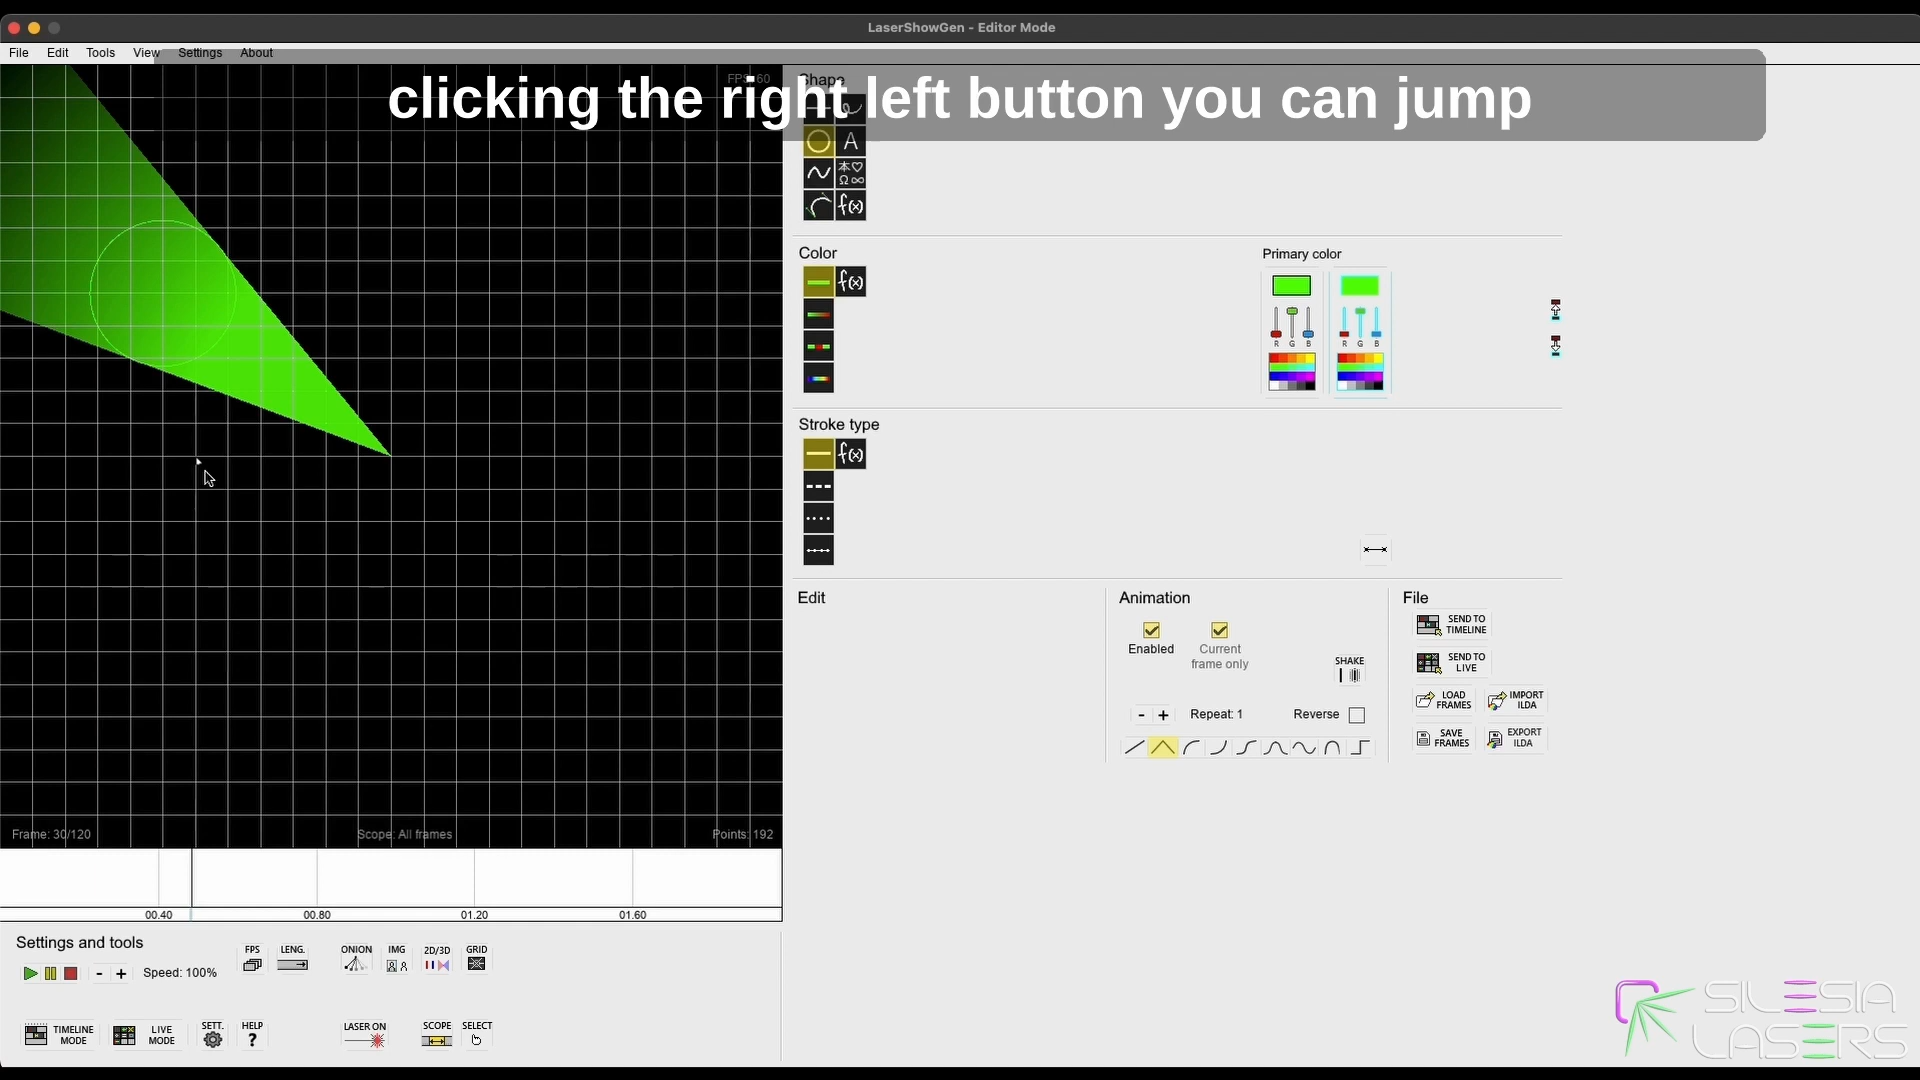 LaserShowGen - Editor Mode
File Edit Tools View Settings About
clicking the right left button you can jump
FPS: 60
Shape
A
本♡
Ω∞
f(x)
Color
f(x)
Primary color
R G B
R G B
Stroke type
f(x)
Edit
Animation
Enabled
Current
frame only
SHAKE
- + Repeat: 1 Reverse
File
SEND TO
TIMELINE
SEND TO
LIVE
LOAD
FRAMES
IMPORT
ILDA
SAVE
FRAMES
EXPORT
ILDA
Frame: 30/120 Scope: All frames Points: 192
00.40 00.80 01.20 01.60
Settings and tools
- + Speed: 100%
FPS LENG. ONION IMG 2D/3D GRID
TIMELINE
MODE
LIVE
MODE
SETT. HELP
?
LASER ON SCOPE SELECT
SILESIA
LASERS